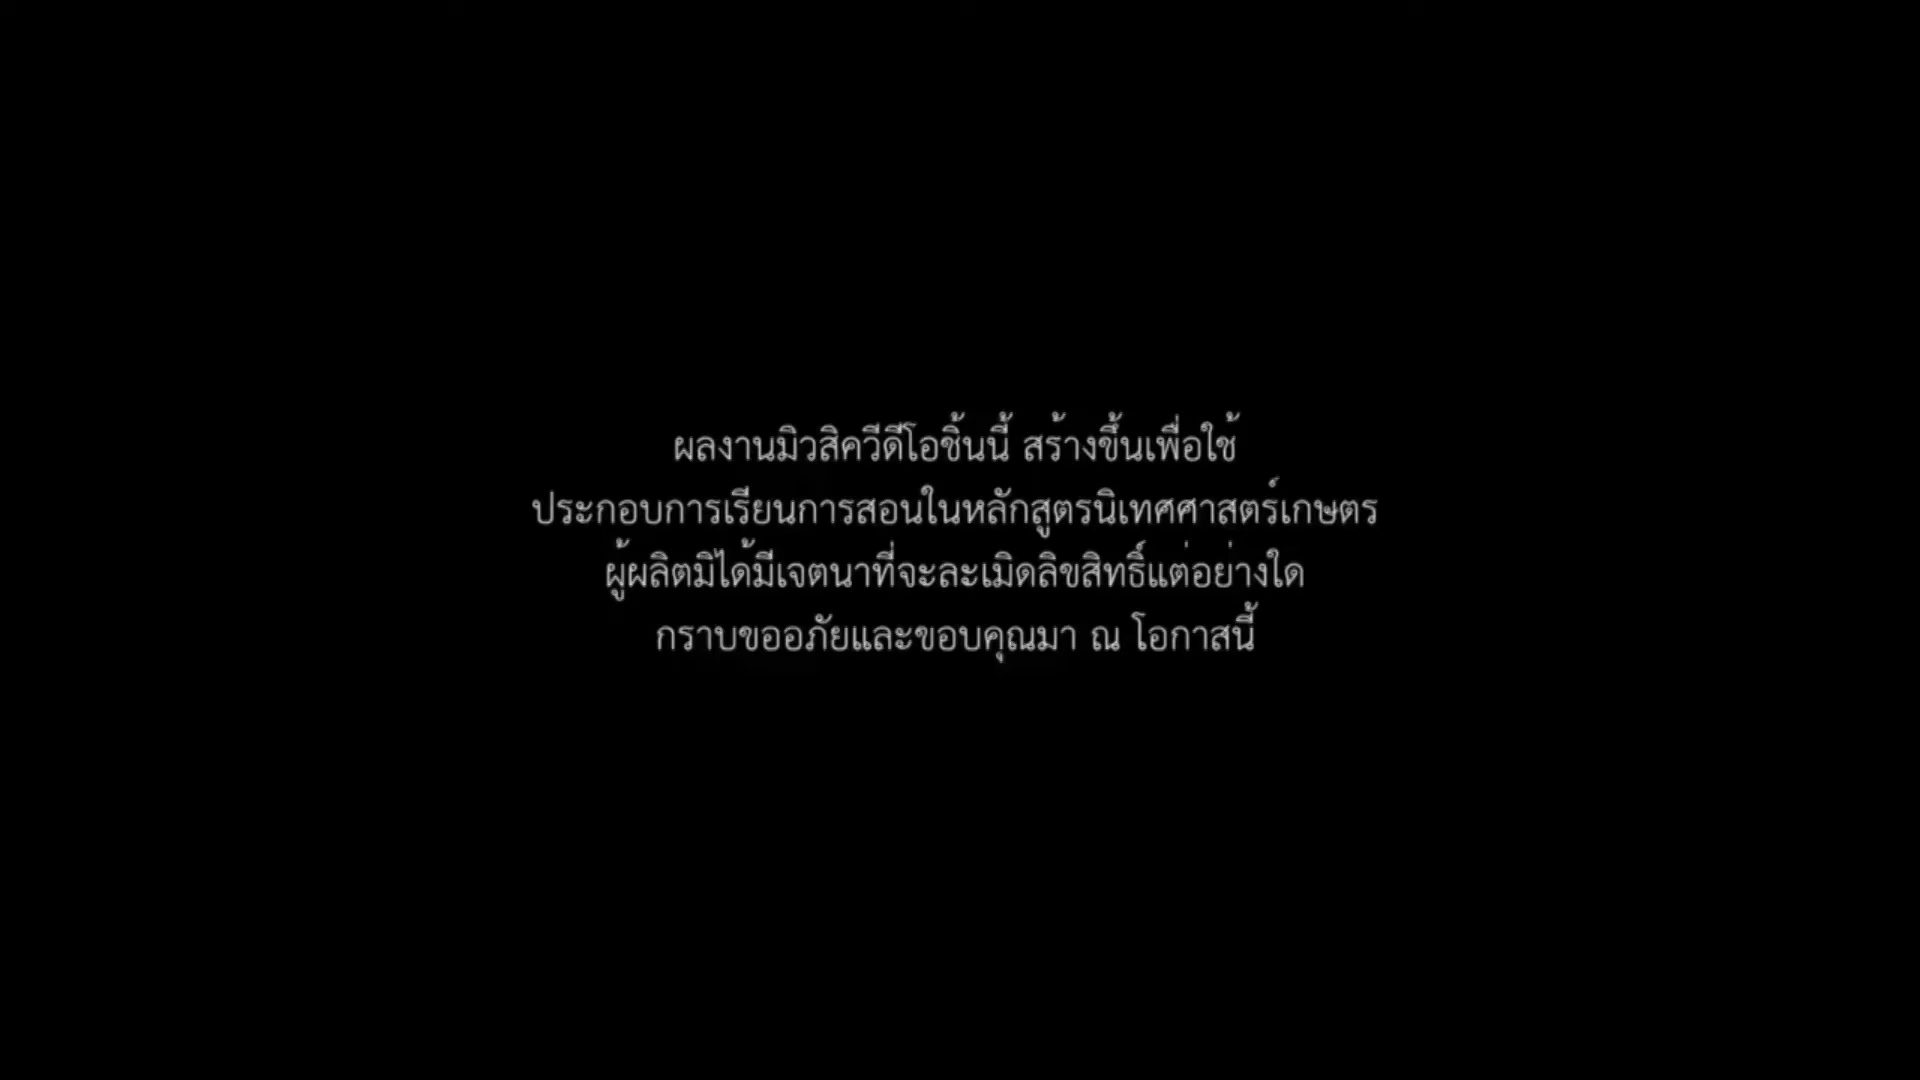 ผลงานมิวสิควีดีโอชิ้นนี้ สร้างขึ้นเพื่อใช้
ประกอบการเรียนการสอนในหลักสูตรนิเทศศาสตร์เกษตร
ผู้ผลิตมิได้มีเจตนาที่จะละเมิดลิขสิทธิ์แต่อย่างใด
กราบขออภัยและขอบคุณมา ณ โอกาสนี้